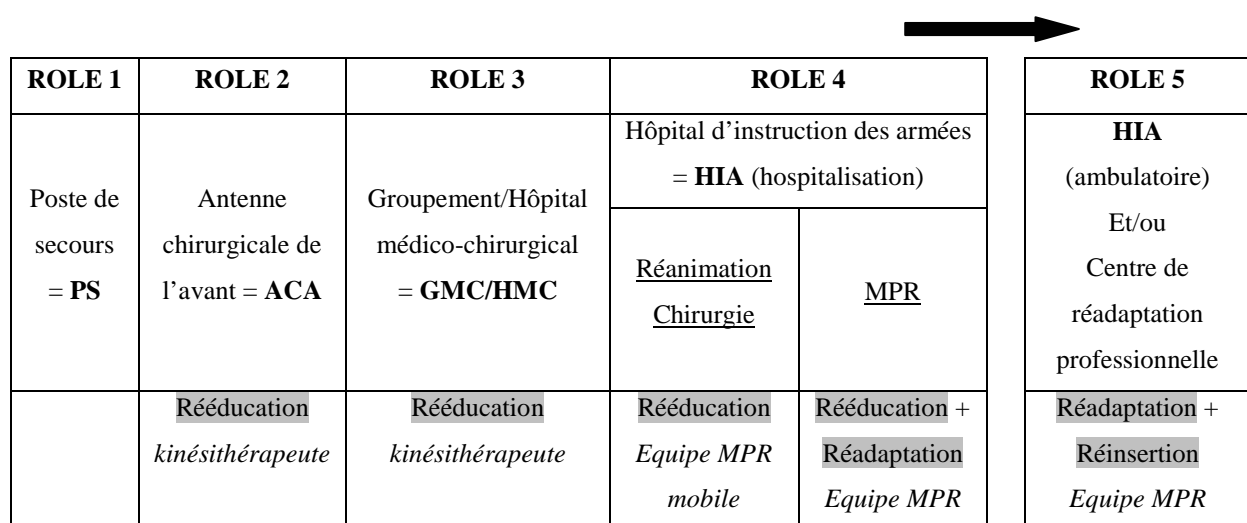 ROLE 1
ROLE 2
ROLE 3
ROLE 4
ROLE 5
Poste de
secours
= PS
Antenne
chirurgicale de
l’avant = ACA
Groupement/Hôpital
médico-chirurgical
= GMC/HMC
Hôpital d’instruction des armées
= HIA (hospitalisation)
Réanimation
Chirurgie
MPR
HIA
(ambulatoire)
Et/ou
Centre de
réadaptation
professionnelle
Rééducation
kinésithérapeute
Rééducation
kinésithérapeute
Rééducation
Equipe MPR
mobile
Rééducation +
Réadaptation
Equipe MPR
Réadaptation +
Réinsertion
Equipe MPR